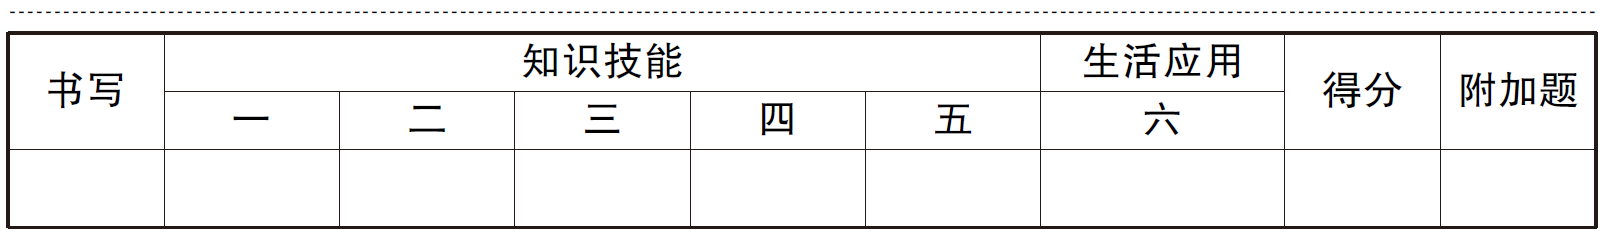 书写 知识技能 生活应用 得分 附加题
一 二 三 四 五 六